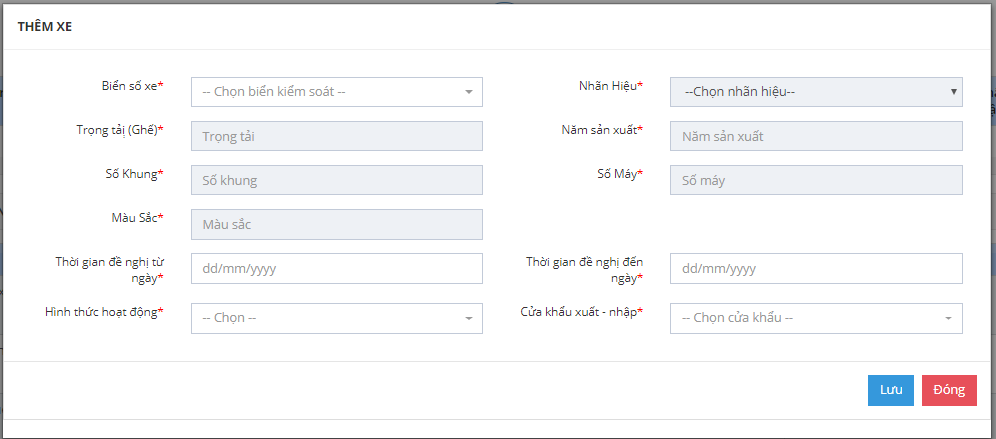 THÊM XE
Biển số xe* -- Chọn biển kiểm soát -- Nhãn Hiệu* --Chọn nhãn hiệu--
Trọng tải (Ghế)* Trọng tải Năm sản xuất* Năm sản xuất
Số Khung* Số khung Số Máy* Số máy
Màu Sắc* Màu sắc
Thời gian đề nghị từ
ngày* dd/mm/yyyy
Thời gian đề nghị đến
ngày* dd/mm/yyyy
Hình thức hoạt động* -- Chọn -- Cửa khẩu xuất - nhập* -- Chọn cửa khẩu --
Lưu Đóng